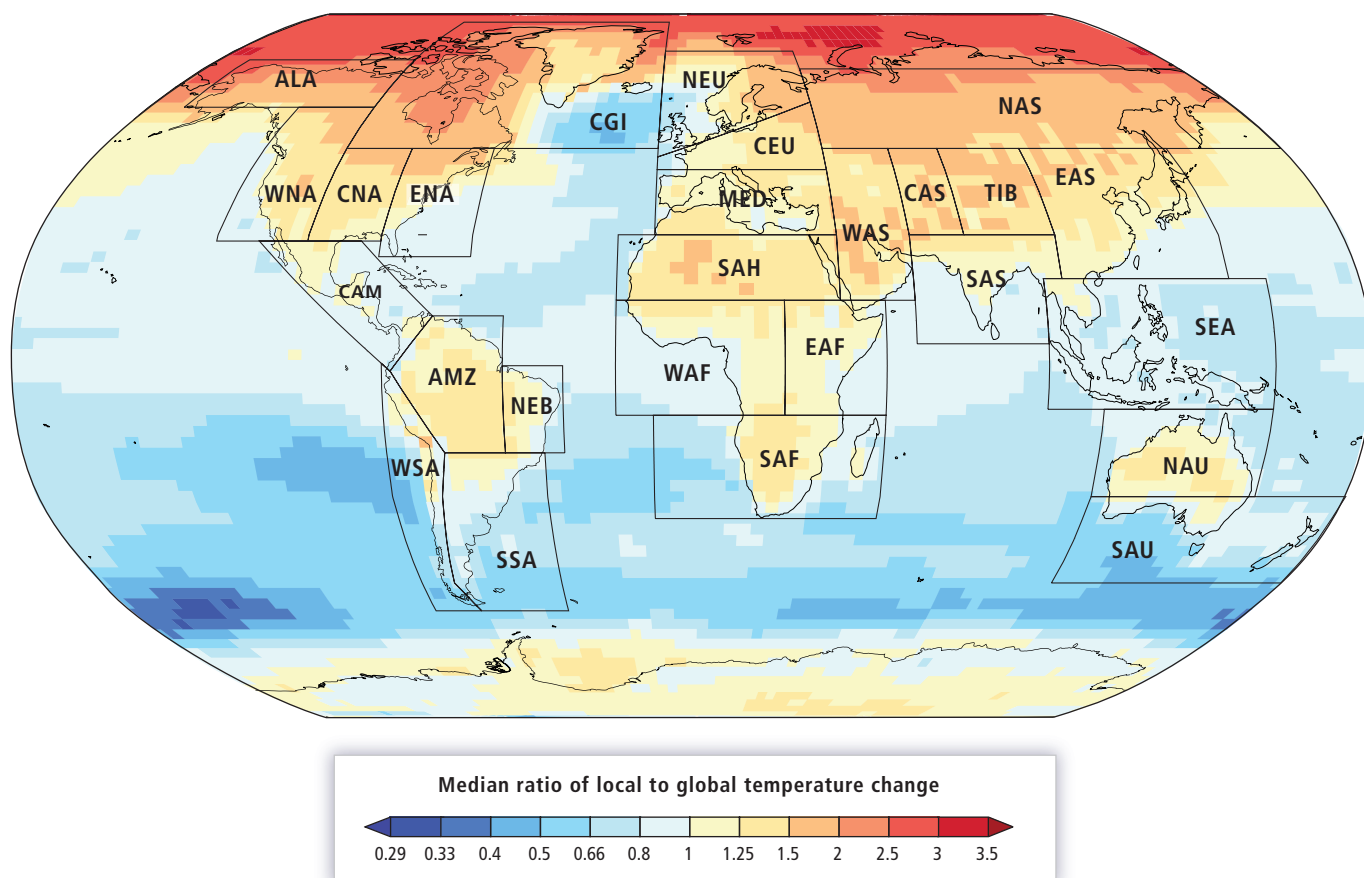 ALA
NEU
NAS
CGI
CEU
WNA
CNA
ENA
MED
WAS
CAS
TIB
EAS
SAH
SAS
CAM
SEA
AMZ
NEB
WAF
EAF
WSA
SAF
NAU
SSA
SAU
Median ratio of local to global temperature change
0.29 0.33 0.4 0.5 0.66 0.8 1 1.25 1.5 2 2.5 3 3.5